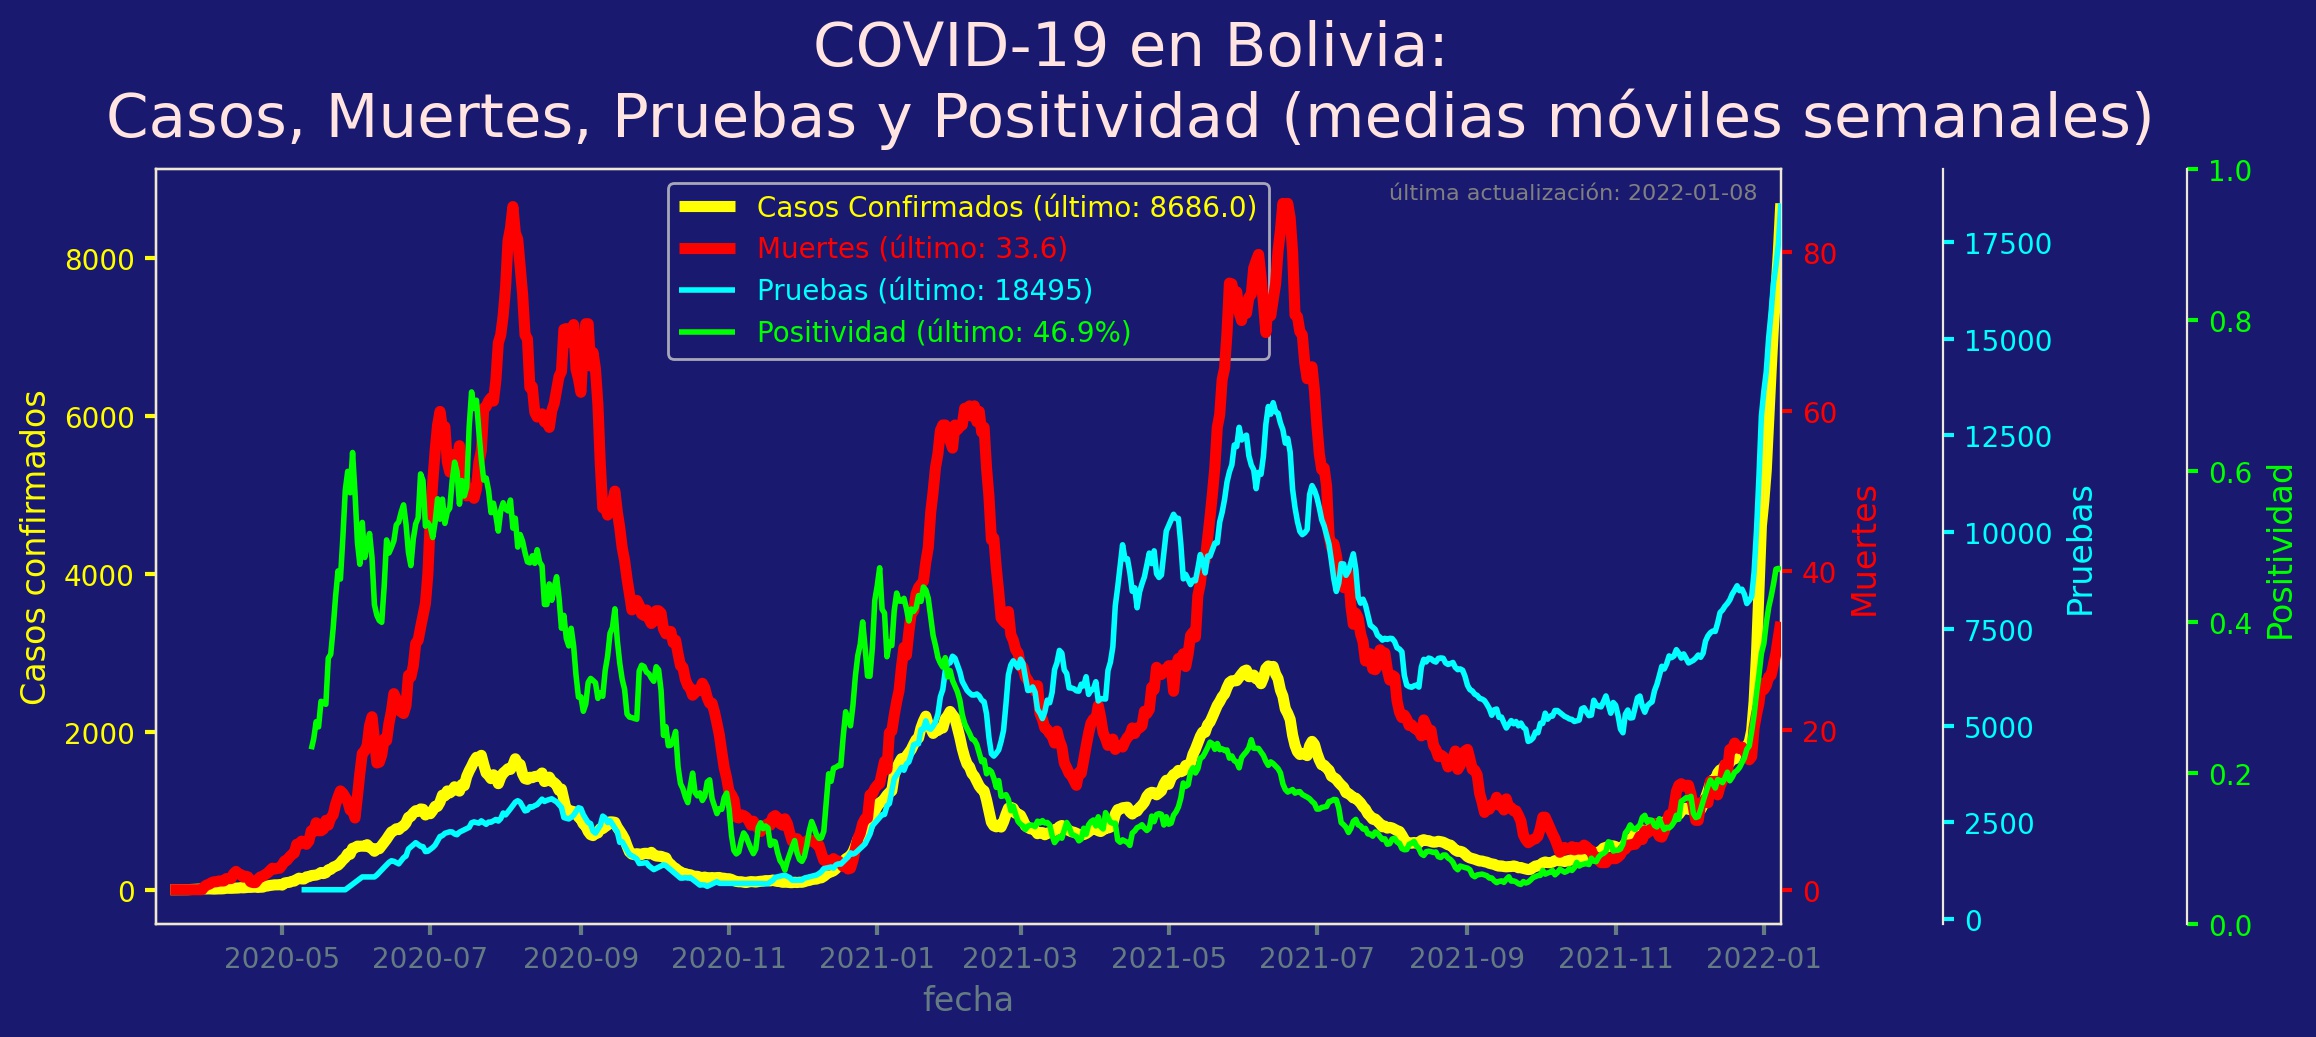 COVID-19 en Bolivia:
Casos, Muertes, Pruebas y Positividad (medias móviles semanales)
última actualización: 2022-01-08
Casos Confirmados (último: 8686.0)
Muertes (último: 33.6)
Pruebas (último: 18495)
Positividad (último: 46.9%)
Casos confirmados
8000
6000
4000
2000
0
Muertes
80
60
40
20
0
Pruebas
17500
15000
12500
10000
7500
5000
2500
0
Positividad
1.0
0.8
0.6
0.4
0.2
0.0
2020-05 2020-07 2020-09 2020-11 2021-01 2021-03 2021-05 2021-07 2021-09 2021-11 2022-01
fecha